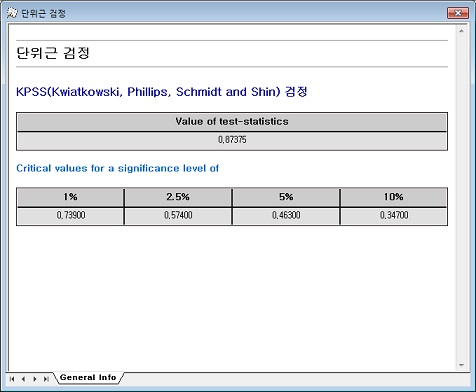 단위근 검정
단위근 검정
KPSS(Kwiatkowski, Phillips, Schmidt and Shin) 검정
Value of test-statistics
0,87375
Critical values for a significance level of
1% 2.5% 5% 10%
0,73900 0,57400 0,46300 0,34700
General Info